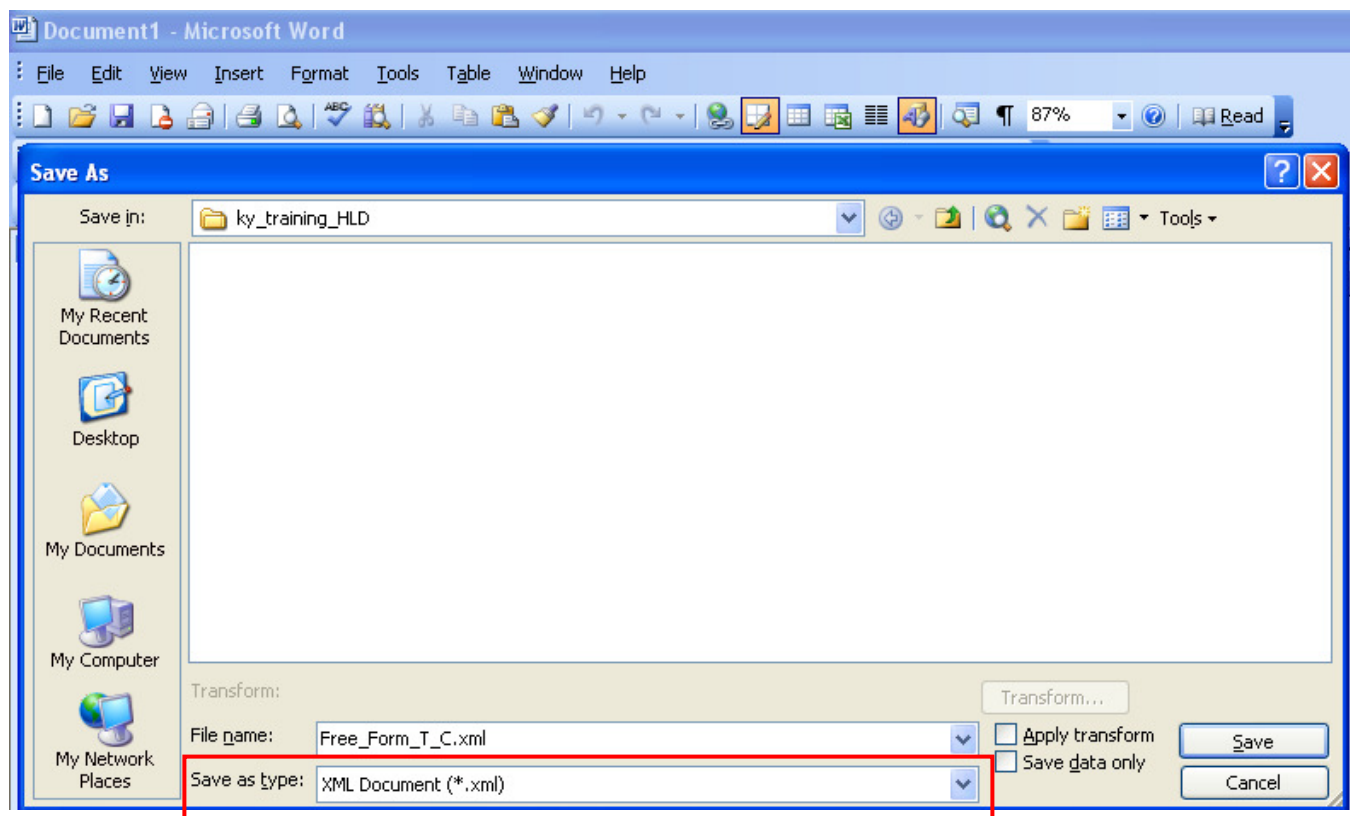 Document1 - Microsoft Word
File Edit View Insert Format Tools Table Window Help
ABC ¶ 87% Read
Save As
Save in: ky_training_HLD Tools
My Recent
Documents
Desktop
My Documents
My Computer
My Network
Places
Transform: Transform...
File name: Free_Form_T_C.xml Apply transform Save
Save as type: XML Document (*.xml) Save data only Cancel